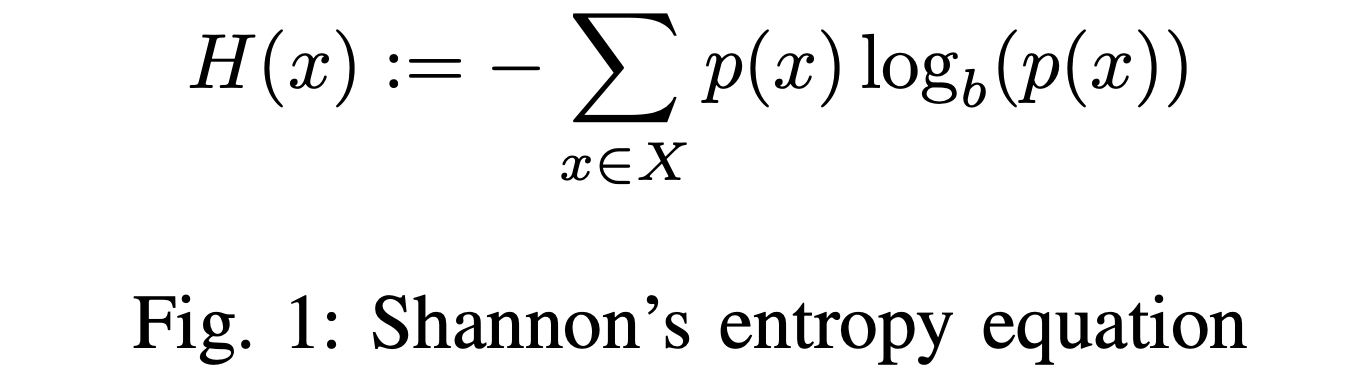 H(x) := − ∑ p(x) log_b(p(x))
x∈X
Fig. 1: Shannon’s entropy equation